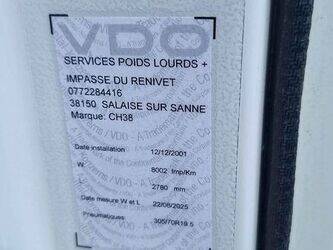 VDO
SERVICES POIDS LOURDS +
IMPASSE DU RENIVET
0772284416
38150 SALAISE SUR SANNE
Marque: CH38
Date installation 12/12/2001
W 8002 Imp/Km
L 2780 mm
Date mesure W et L 22/08/2025
Pneumatiques 305/70R19.5